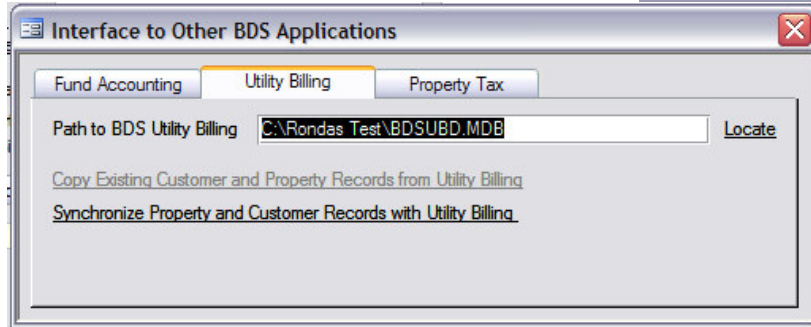 Interface to Other BDS Applications
Fund Accounting Utility Billing Property Tax
Path to BDS Utility Billing C:\Rondas Test\BDSUBD.MDB Locate
Copy Existing Customer and Property Records from Utility Billing
Synchronize Property and Customer Records with Utility Billing